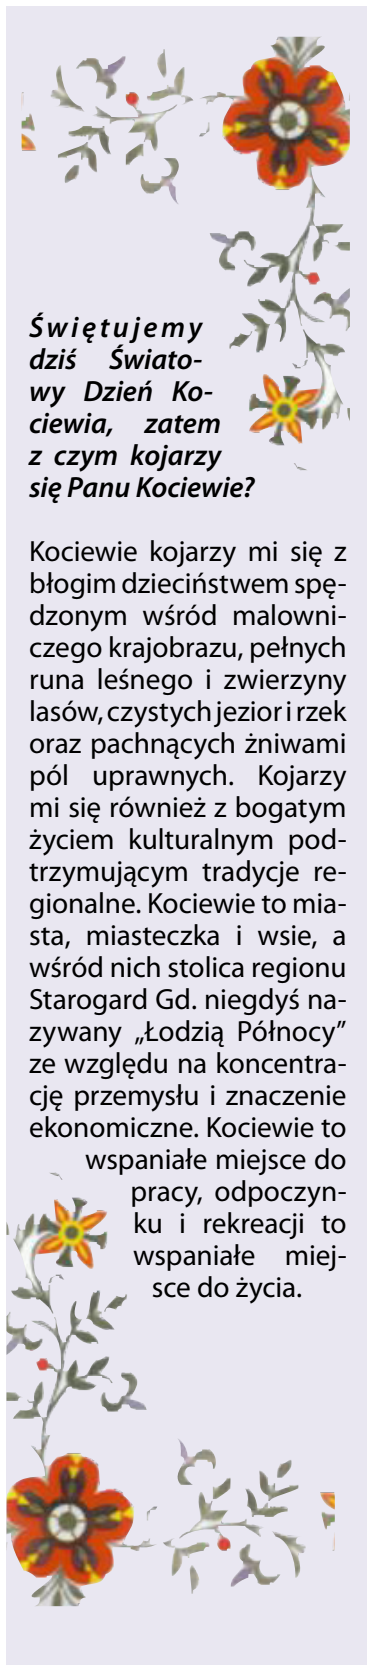 Świętujemy
dziś Świato-
wy Dzień Ko-
ciewia, zatem
z czym kojarzy
się Panu Kociewie?
Kociewie kojarzy mi się z
błogim dzieciństwem spę-
dzonym wśród malowni-
czego krajobrazu, pełnych
runa leśnego i zwierzyny
lasów, czystych jezior i rzek
oraz pachnących żniwami
pól uprawnych. Kojarzy
mi się również z bogatym
życiem kulturalnym pod-
trzymującym tradycje re-
gionalne. Kociewie to mia-
sta, miasteczka i wsie, a
wśród nich stolica regionu
Starogard Gd. niegdyś na-
zywany „Łodzią Północy”
ze względu na koncentra-
cję przemysłu i znaczenie
ekonomiczne. Kociewie to
wspaniałe miejsce do
pracy, odpoczyn-
ku i rekreacji to
wspaniałe miej-
sce do życia.